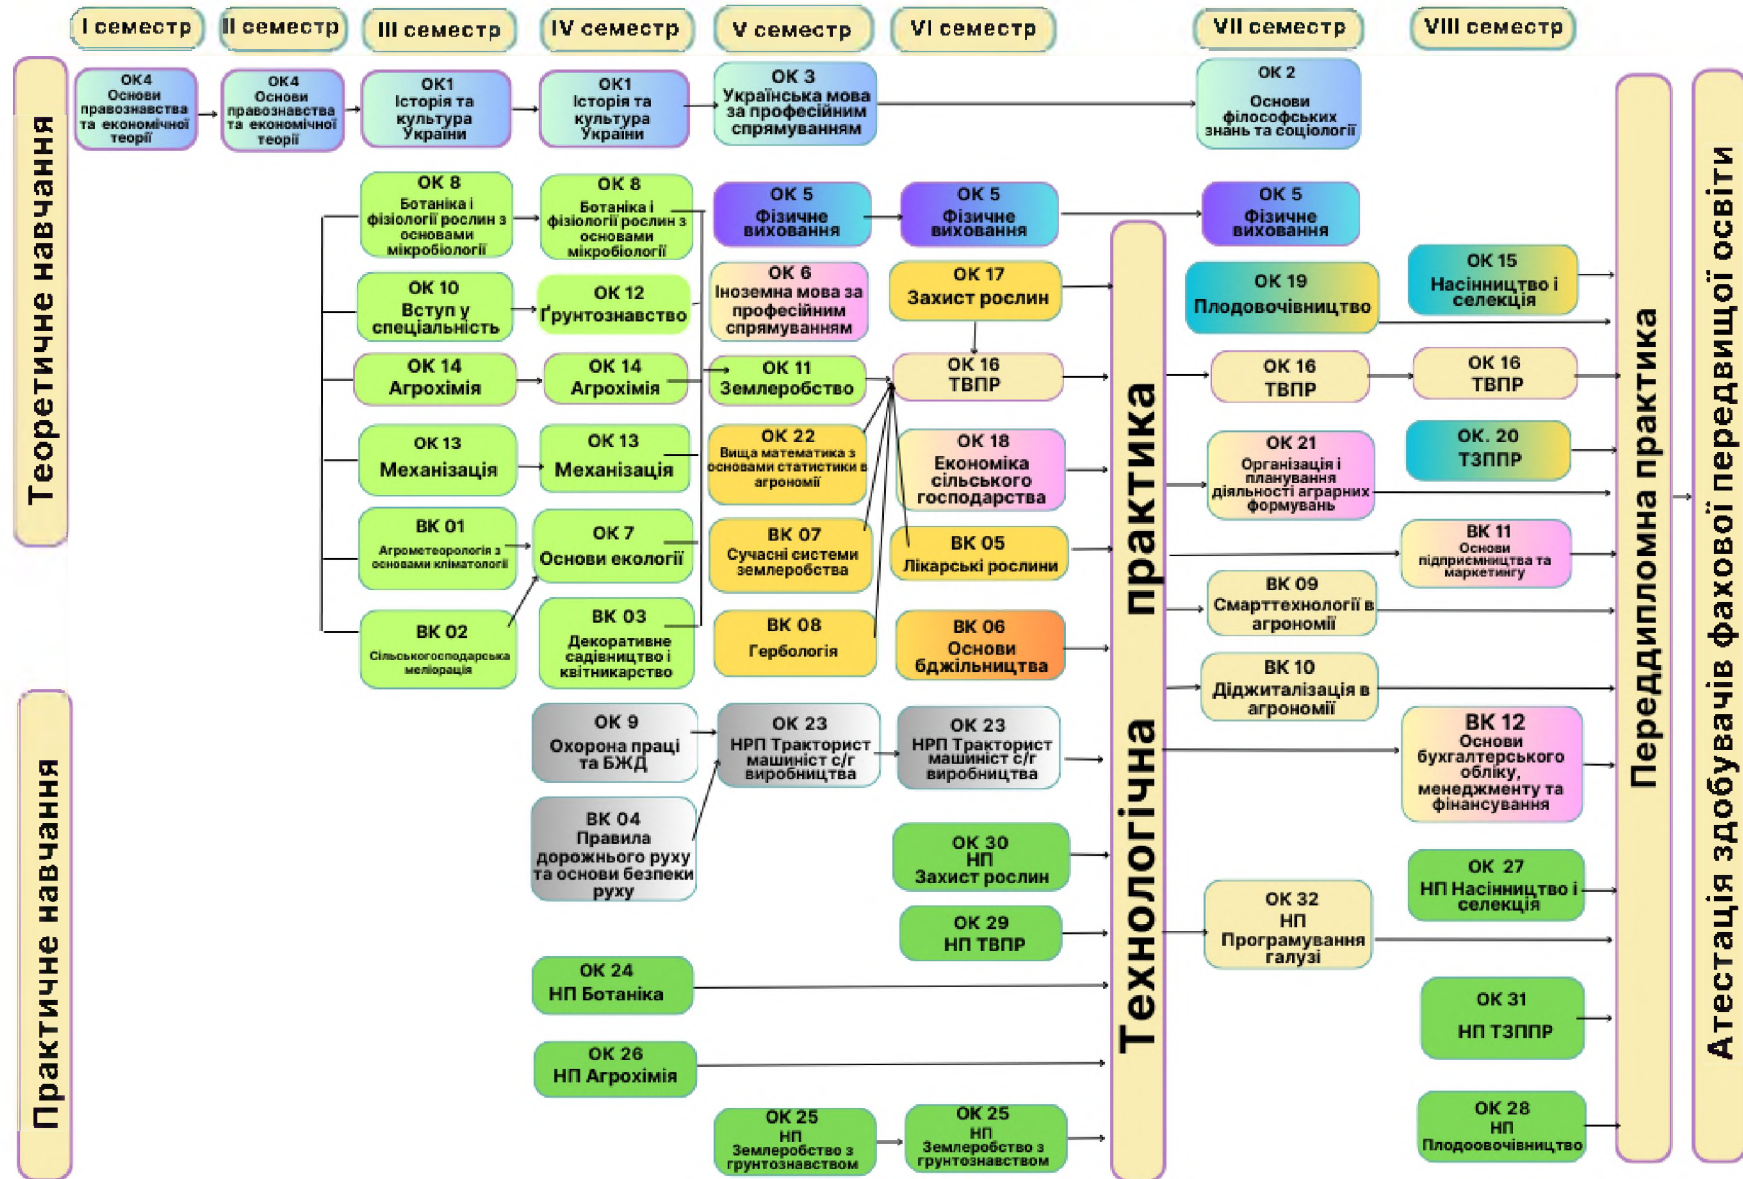 I семестр
II семестр
III семестр
IV семестр
V семестр
VI семестр
VII семестр
VIII семестр
Теоретичне навчання
Практичне навчання
ОК4
Основи
правознавства
та економічної
теорії
ОК4
Основи
правознавства
та економічної
теорії
ОК1
Історія та
культура
України
ОК1
Історія та
культура
України
ОК 3
Українська мова
за професійним
спрямуванням
ОК 2
Основи
філософських
знань та соціології
ОК 8
Ботаніка і
фізіології рослин з
основами
мікробіології
ОК 8
Ботаніка і
фізіології рослин з
основами
мікробіології
ОК 5
Фізичне
виховання
ОК 5
Фізичне
виховання
ОК 5
Фізичне
виховання
ОК 10
Вступ у
спеціальність
ОК 12
Ґрунтознавство
ОК 6
Іноземна мова за
професійним
спрямуванням
ОК 17
Захист рослин
ОК 19
Плодовочівництво
ОК 15
Насінництво і
селекція
ОК 14
Агрохімія
ОК 14
Агрохімія
ОК 11
Землеробство
ОК 16
ТВПР
ОК 16
ТВПР
ОК 16
ТВПР
ОК 13
Механізація
ОК 13
Механізація
ОК 22
Вища математика з
основами статистики в
агрономії
ОК 18
Економіка
сільського
господарства
ОК 21
Організація і
планування
діяльності аграрних
формувань
ОК. 20
ТЗППР
ВК 01
Агрометеорологія з
основами кліматології
ОК 7
Основи екології
ВК 07
Сучасні системи
землеробства
ВК 05
Лікарські рослини
ВК 11
Основи
підприємництва та
маркетингу
ВК 09
Смарттехнології в
агрономії
ВК 02
Сільськогосподарська
меліорація
ВК 03
Декоративне
садівництво і
квітникарство
ВК 08
Гербологія
ВК 06
Основи
бджільництва
ВК 10
Діджиталізація в
агрономії
ОК 9
Охорона праці
та БЖД
ОК 23
НРП Тракторист
машиніст с/г
виробництва
ОК 23
НРП Тракторист
машиніст с/г
виробництва
ВК 12
Основи
бухгалтерського
обліку,
менеджменту та
фінансування
ВК 04
Правила
дорожнього руху
та основи безпеки
руху
ОК 30
НП
Захист рослин
ОК 27
НП Насінництво і
селекція
ОК 29
НП ТВПР
ОК 32
НП
Програмування
галузі
ОК 24
НП Ботаніка
ОК 31
НП ТЗППР
ОК 26
НП Агрохімія
ОК 25
НП
Землеробство з
грунтознавством
ОК 25
НП
Землеробство з
грунтознавством
ОК 28
НП
Плодоовочівництво
Технологічна практика
Переддипломна практика
Атестація здобувачів фахової передвищої освіти